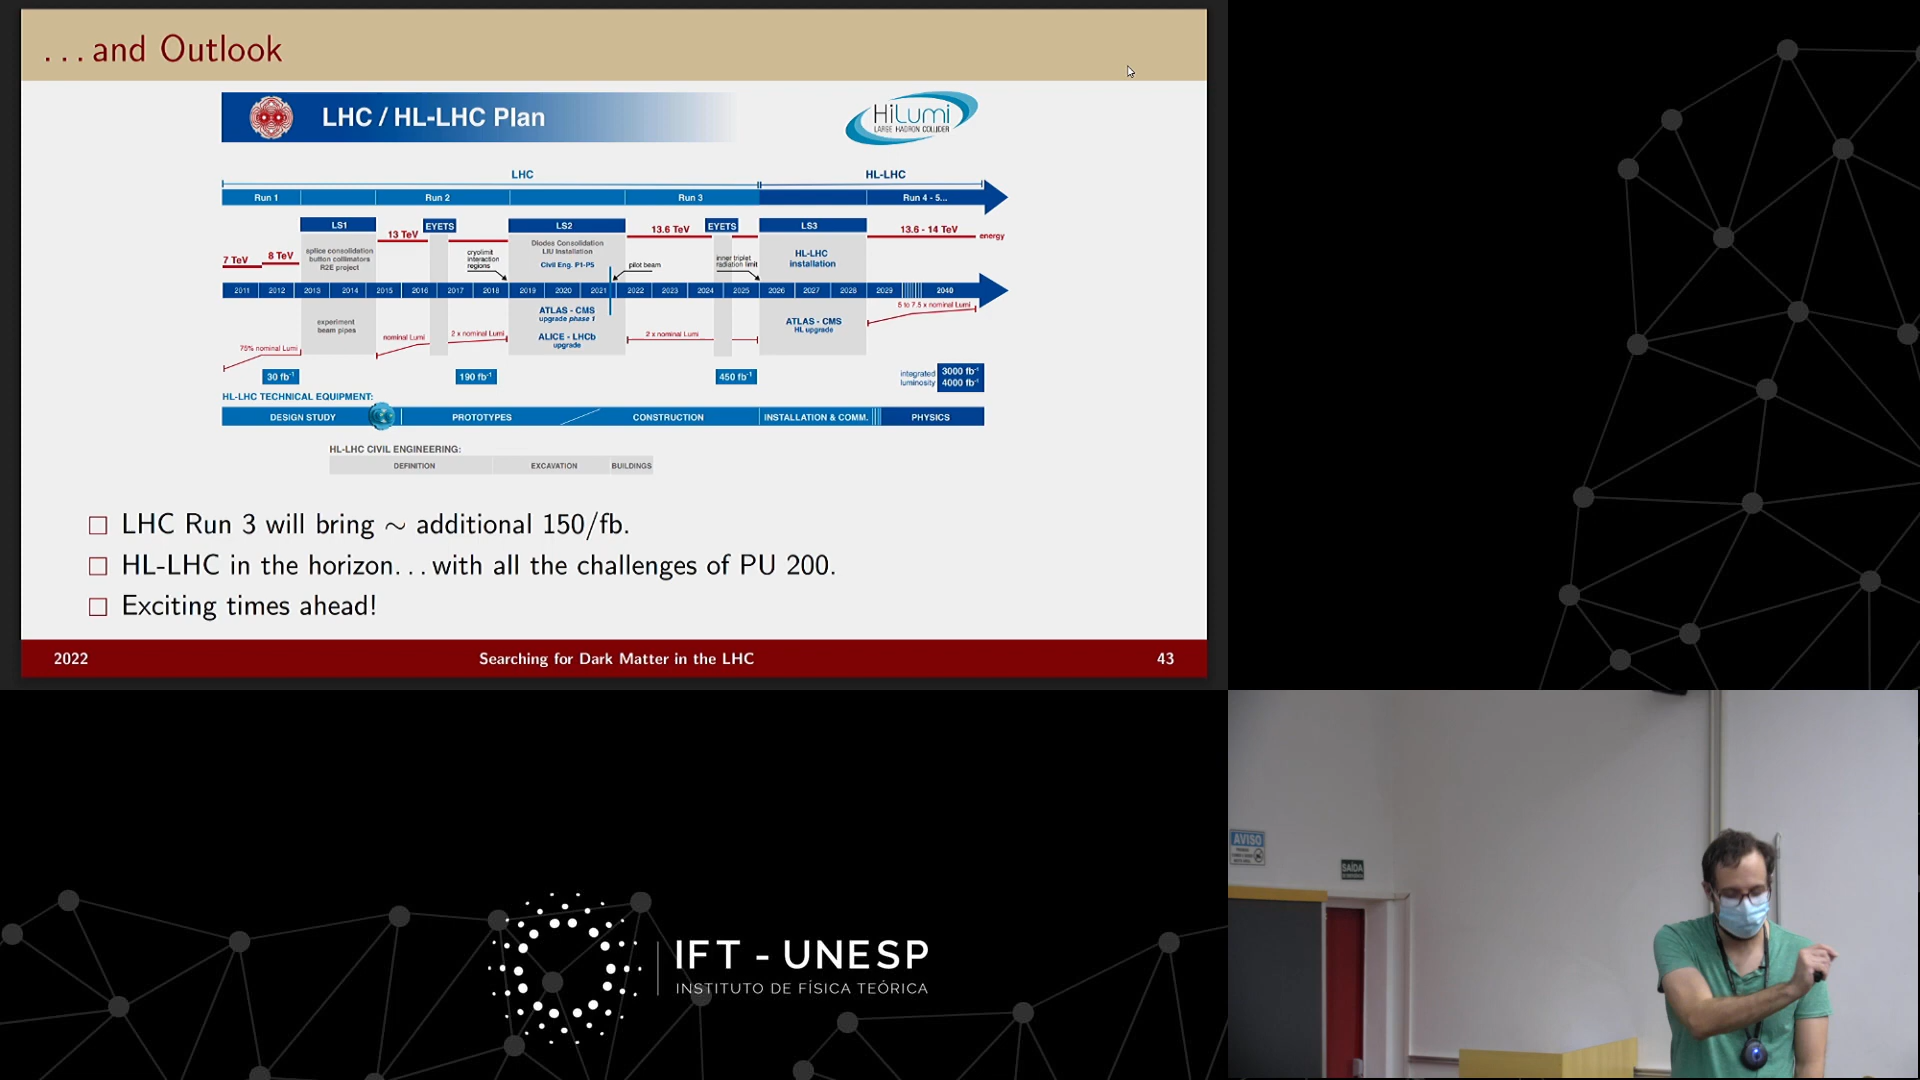 . . . and Outlook
LHC / HL-LHC Plan
HiLumi
LARGE HADRON COLLIDER
LHC
HL-LHC
Run 1
Run 2
Run 3
Run 4 - 5...
LS1
EYETS
LS2
EYETS
LS3
7 TeV
8 TeV
13 TeV
13.6 TeV
13.6 - 14 TeV
energy
splice consolidation
button collimators
R2E project
cryolimit
interaction
regions
Diodes Consolidation
LIU Installation
Civil Eng. P1-P5
pilot beam
inner triplet
radiation limit
HL-LHC
installation
2011 2012 2013 2014 2015 2016 2017 2018 2019 2020 2021 2022 2023 2024 2025 2026 2027 2028 2029 2040
experiment
beam pipes
ATLAS - CMS
upgrade phase 1
ALICE - LHCb
upgrade
ATLAS - CMS
HL upgrade
5 to 7.5 x nominal Lumi
75% nominal Lumi
nominal Lumi
2 x nominal Lumi
2 x nominal Lumi
30 fb⁻¹
190 fb⁻¹
450 fb⁻¹
integrated
luminosity
3000 fb⁻¹
4000 fb⁻¹
HL-LHC TECHNICAL EQUIPMENT:
DESIGN STUDY
PROTOTYPES
CONSTRUCTION
INSTALLATION & COMM.
PHYSICS
HL-LHC CIVIL ENGINEERING:
DEFINITION
EXCAVATION
BUILDINGS
LHC Run 3 will bring ∼ additional 150/fb.
HL-LHC in the horizon. . . with all the challenges of PU 200.
Exciting times ahead!
2022
Searching for Dark Matter in the LHC
43
AVISO
SAÍDA
IFT - UNESP
INSTITUTO DE FÍSICA TEÓRICA